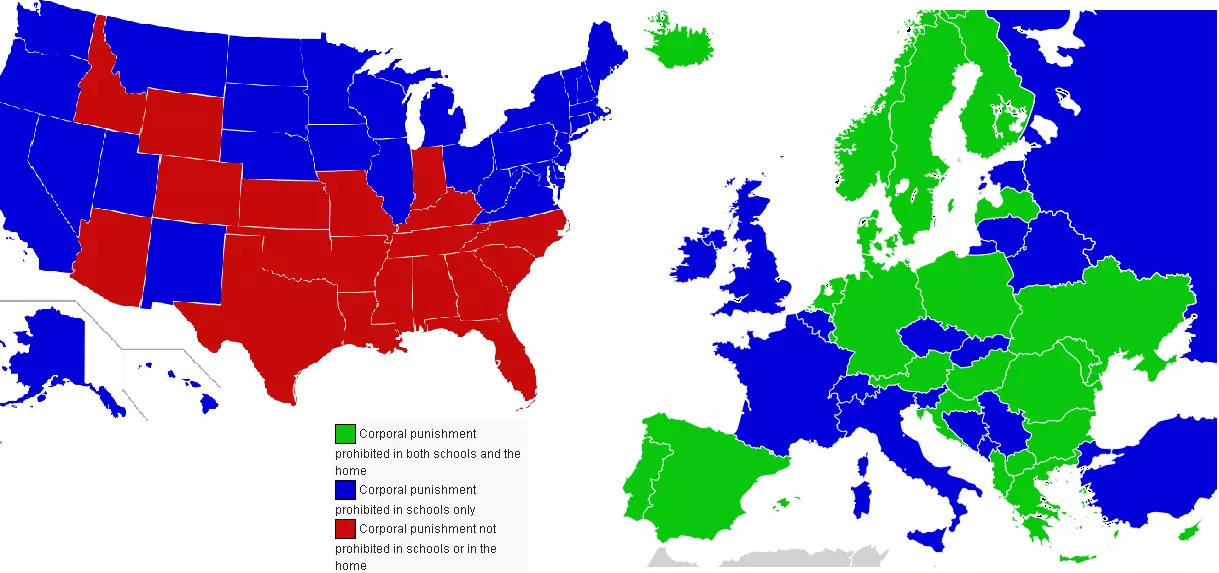 Corporal punishment
prohibited in both schools and the
home
Corporal punishment
prohibited in schools only
Corporal punishment not
prohibited in schools or in the
home